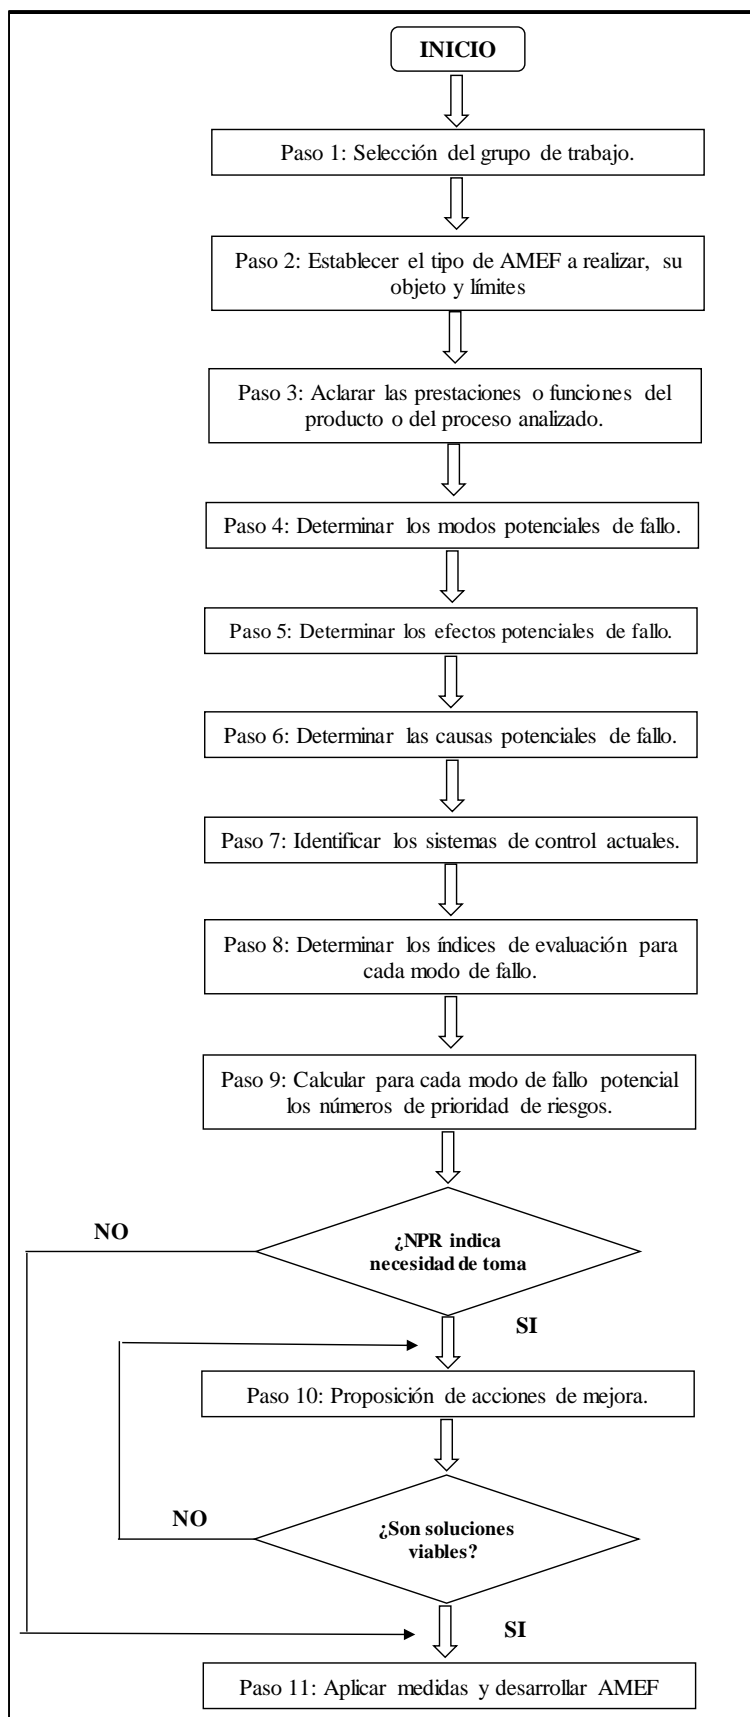 INICIO
Paso 1: Selección del grupo de trabajo.
Paso 2: Establecer el tipo de AMEF a realizar, su
objeto y límites
Paso 3: Aclarar las prestaciones o funciones del
producto o del proceso analizado.
Paso 4: Determinar los modos potenciales de fallo.
Paso 5: Determinar los efectos potenciales de fallo.
Paso 6: Determinar las causas potenciales de fallo.
Paso 7: Identificar los sistemas de control actuales.
Paso 8: Determinar los índices de evaluación para
cada modo de fallo.
Paso 9: Calcular para cada modo de fallo potencial
los números de prioridad de riesgos.
NO
¿NPR indica
necesidad de toma
SI
Paso 10: Proposición de acciones de mejora.
NO
¿Son soluciones
viables?
SI
Paso 11: Aplicar medidas y desarrollar AMEF